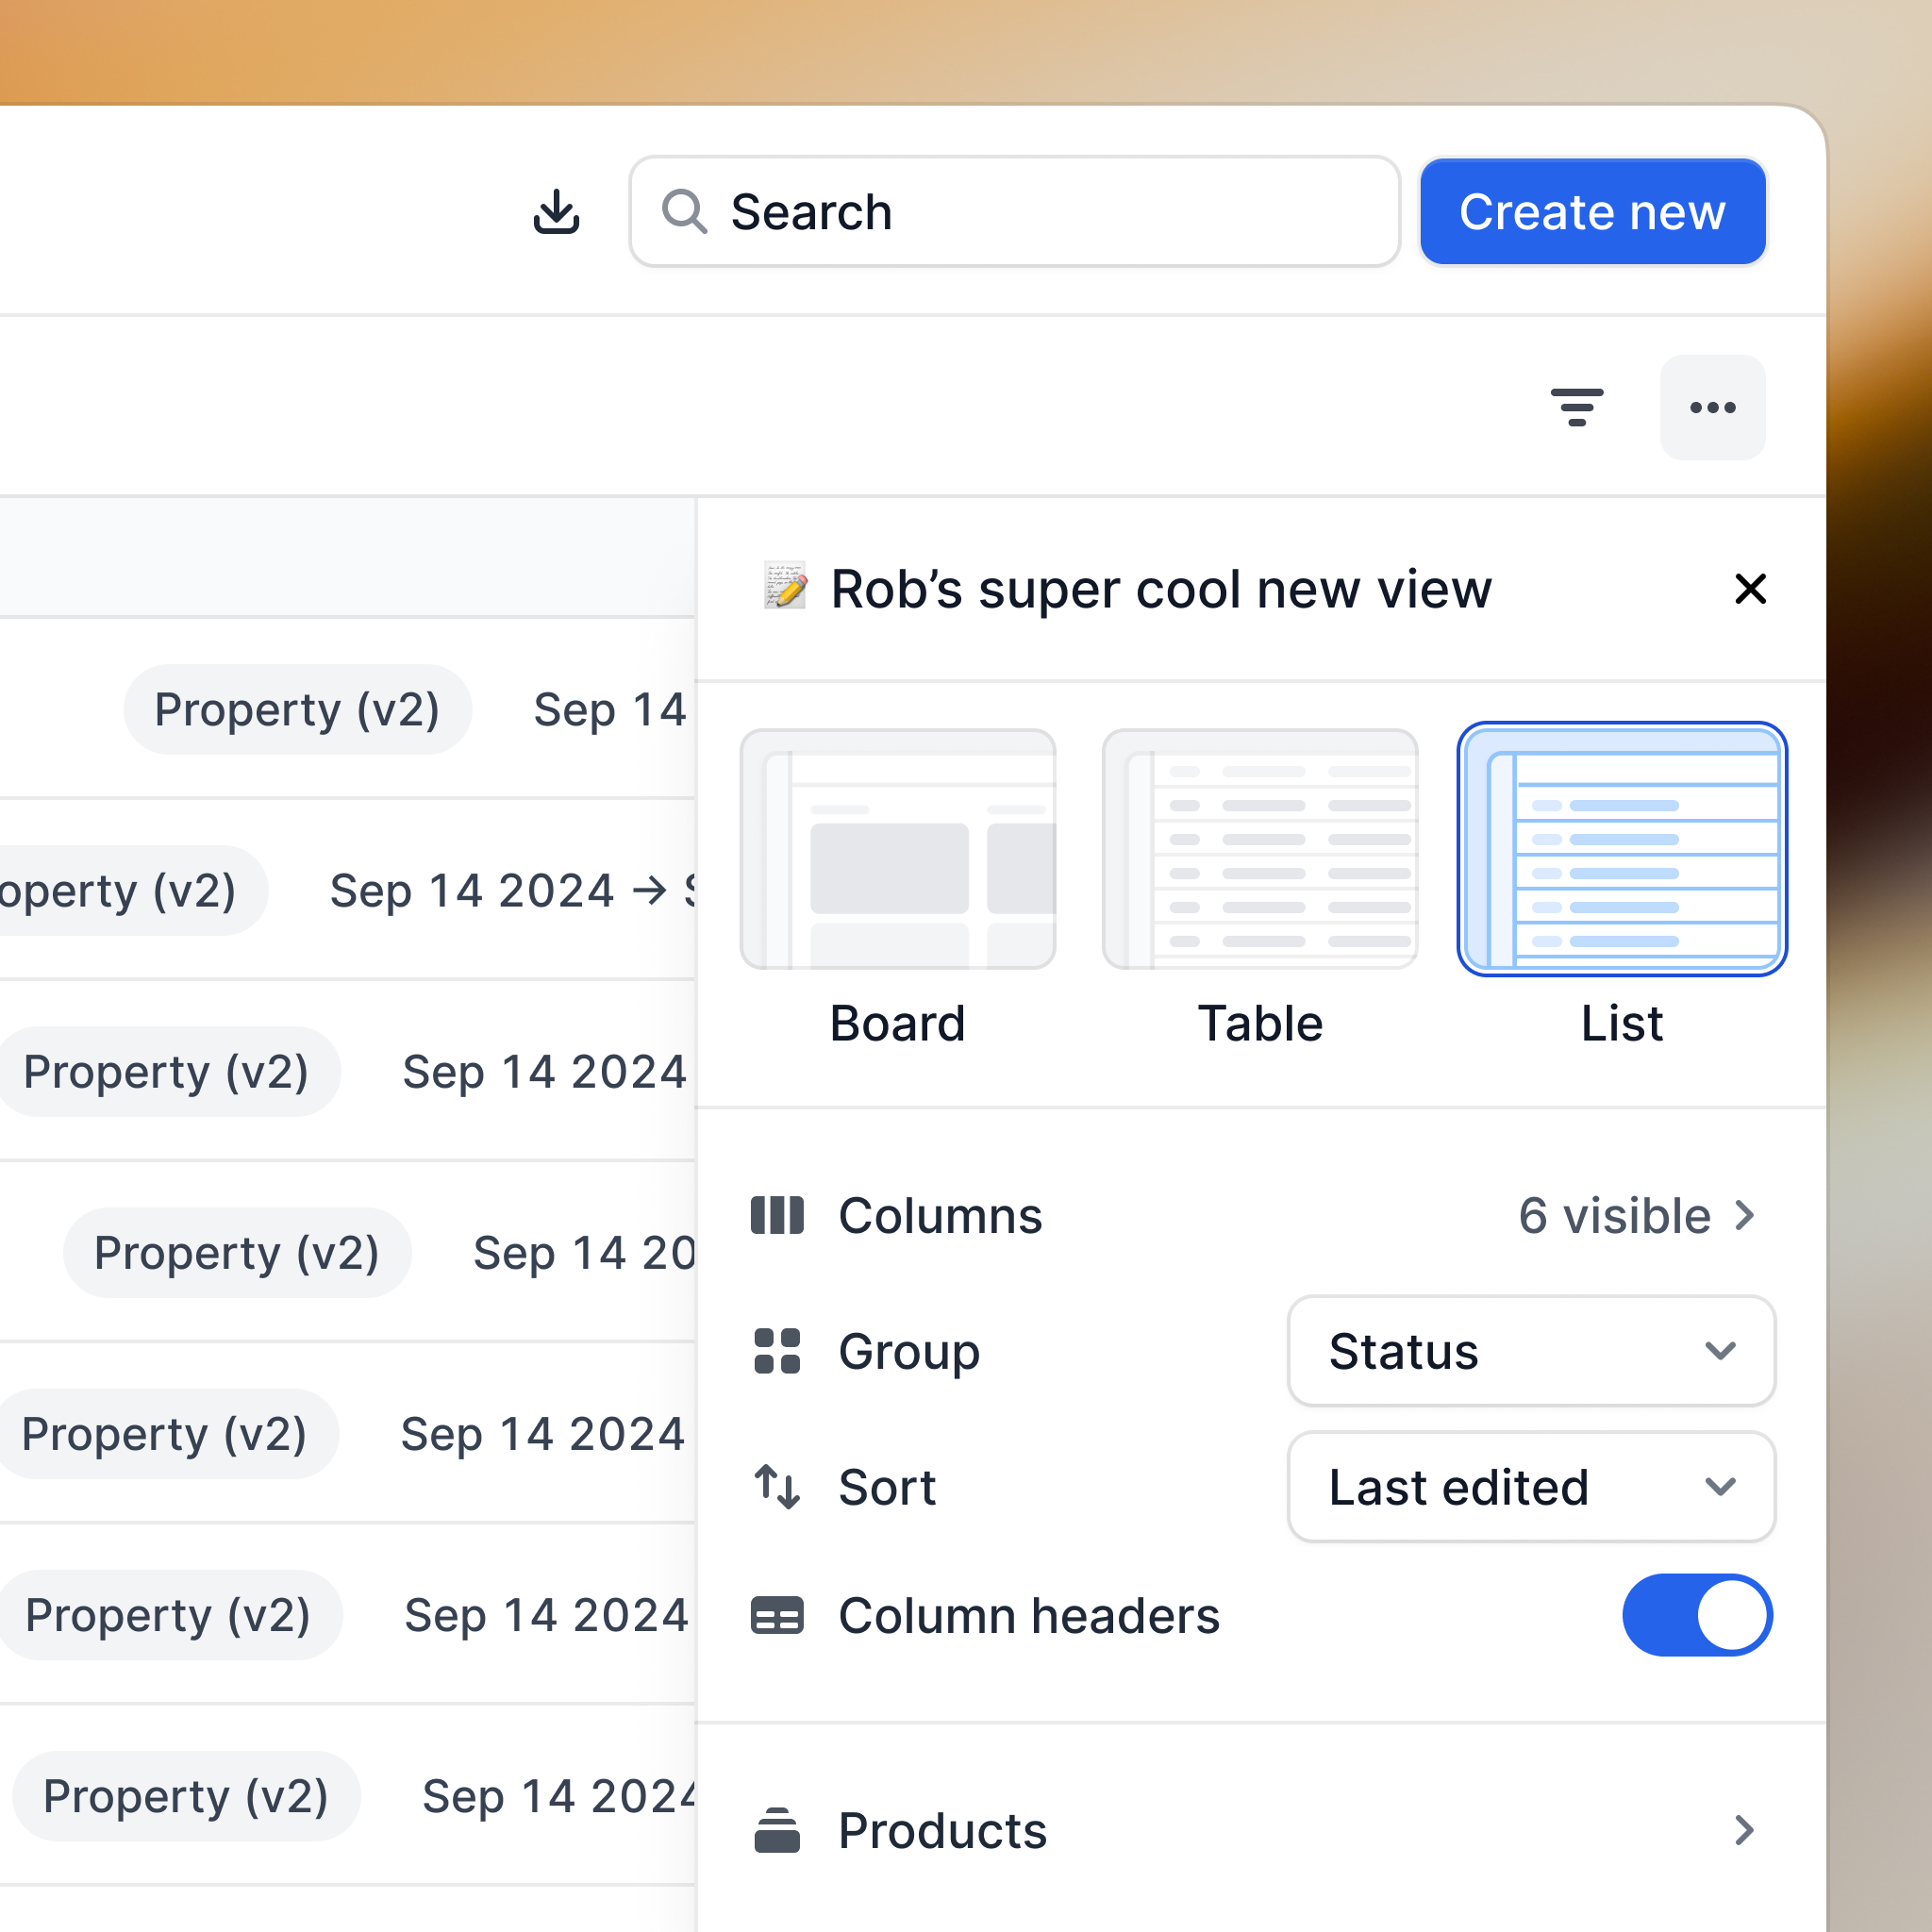 Search
Create new
📝 Rob’s super cool new view
Property (v2) Sep 14
operty (v2) Sep 14 2024 →
Property (v2) Sep 14 2024
Property (v2) Sep 14 20
Property (v2) Sep 14 2024
Property (v2) Sep 14 2024
Property (v2) Sep 14 2024
Board
Table
List
Columns 6 visible
Group Status
Sort Last edited
Column headers
Products